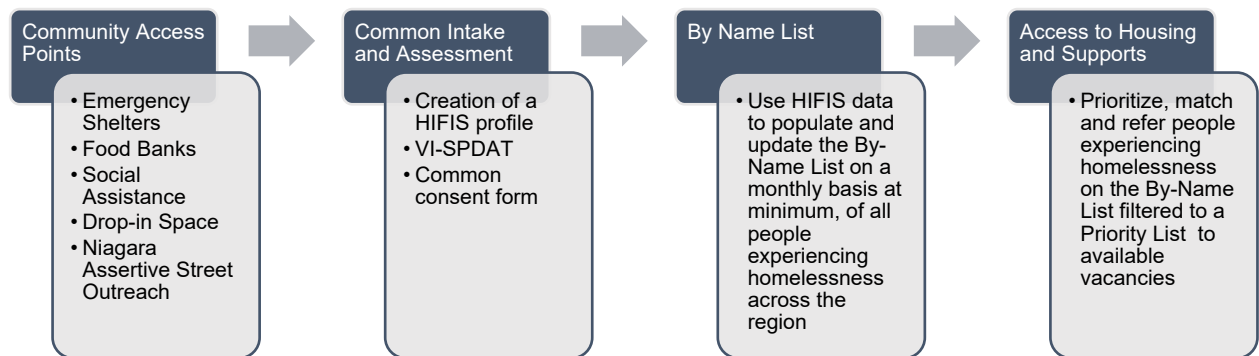 Community Access
Points
• Emergency
Shelters
• Food Banks
• Social
Assistance
• Drop-in Space
• Niagara
Assertive Street
Outreach
Common Intake
and Assessment
• Creation of a
HIFIS profile
• VI-SPDAT
• Common
consent form
By Name List
• Use HIFIS data
to populate and
update the By-
Name List on a
monthly basis at
minimum, of all
people
experiencing
homelessness
across the
region
Access to Housing
and Supports
• Prioritize, match
and refer people
experiencing
homelessness
on the By-Name
List filtered to a
Priority List to
available
vacancies